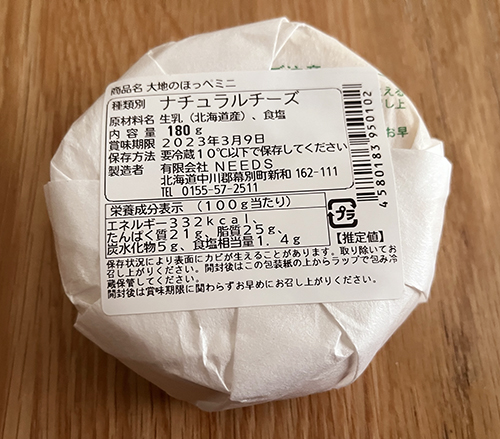 商品名 大地のほっぺミニ
種類別 ナチュラルチーズ
原材料名 生乳（北海道産）、食塩
内容量 180g
賞味期限 2023年3月9日
保存方法 要冷蔵10℃以下で保存してください
製造者 有限会社 NEEDS
北海道中川郡幕別町新和 162-111
TEL 0155-57-2511
栄養成分表示（100g当たり）
エネルギー332kcal、
たんぱく質21g、脂質25g、
炭水化物5g、食塩相当量1.4g
【推定値】
プラ
4580183950102
保存状況により表面にカビが生えることがあります。取り除いてお
召し上がりください。開封後はこの包装紙の上からラップで包み冷
蔵保管してください。
開封後は賞味期限に関わらずお早めにお召し上がりください。